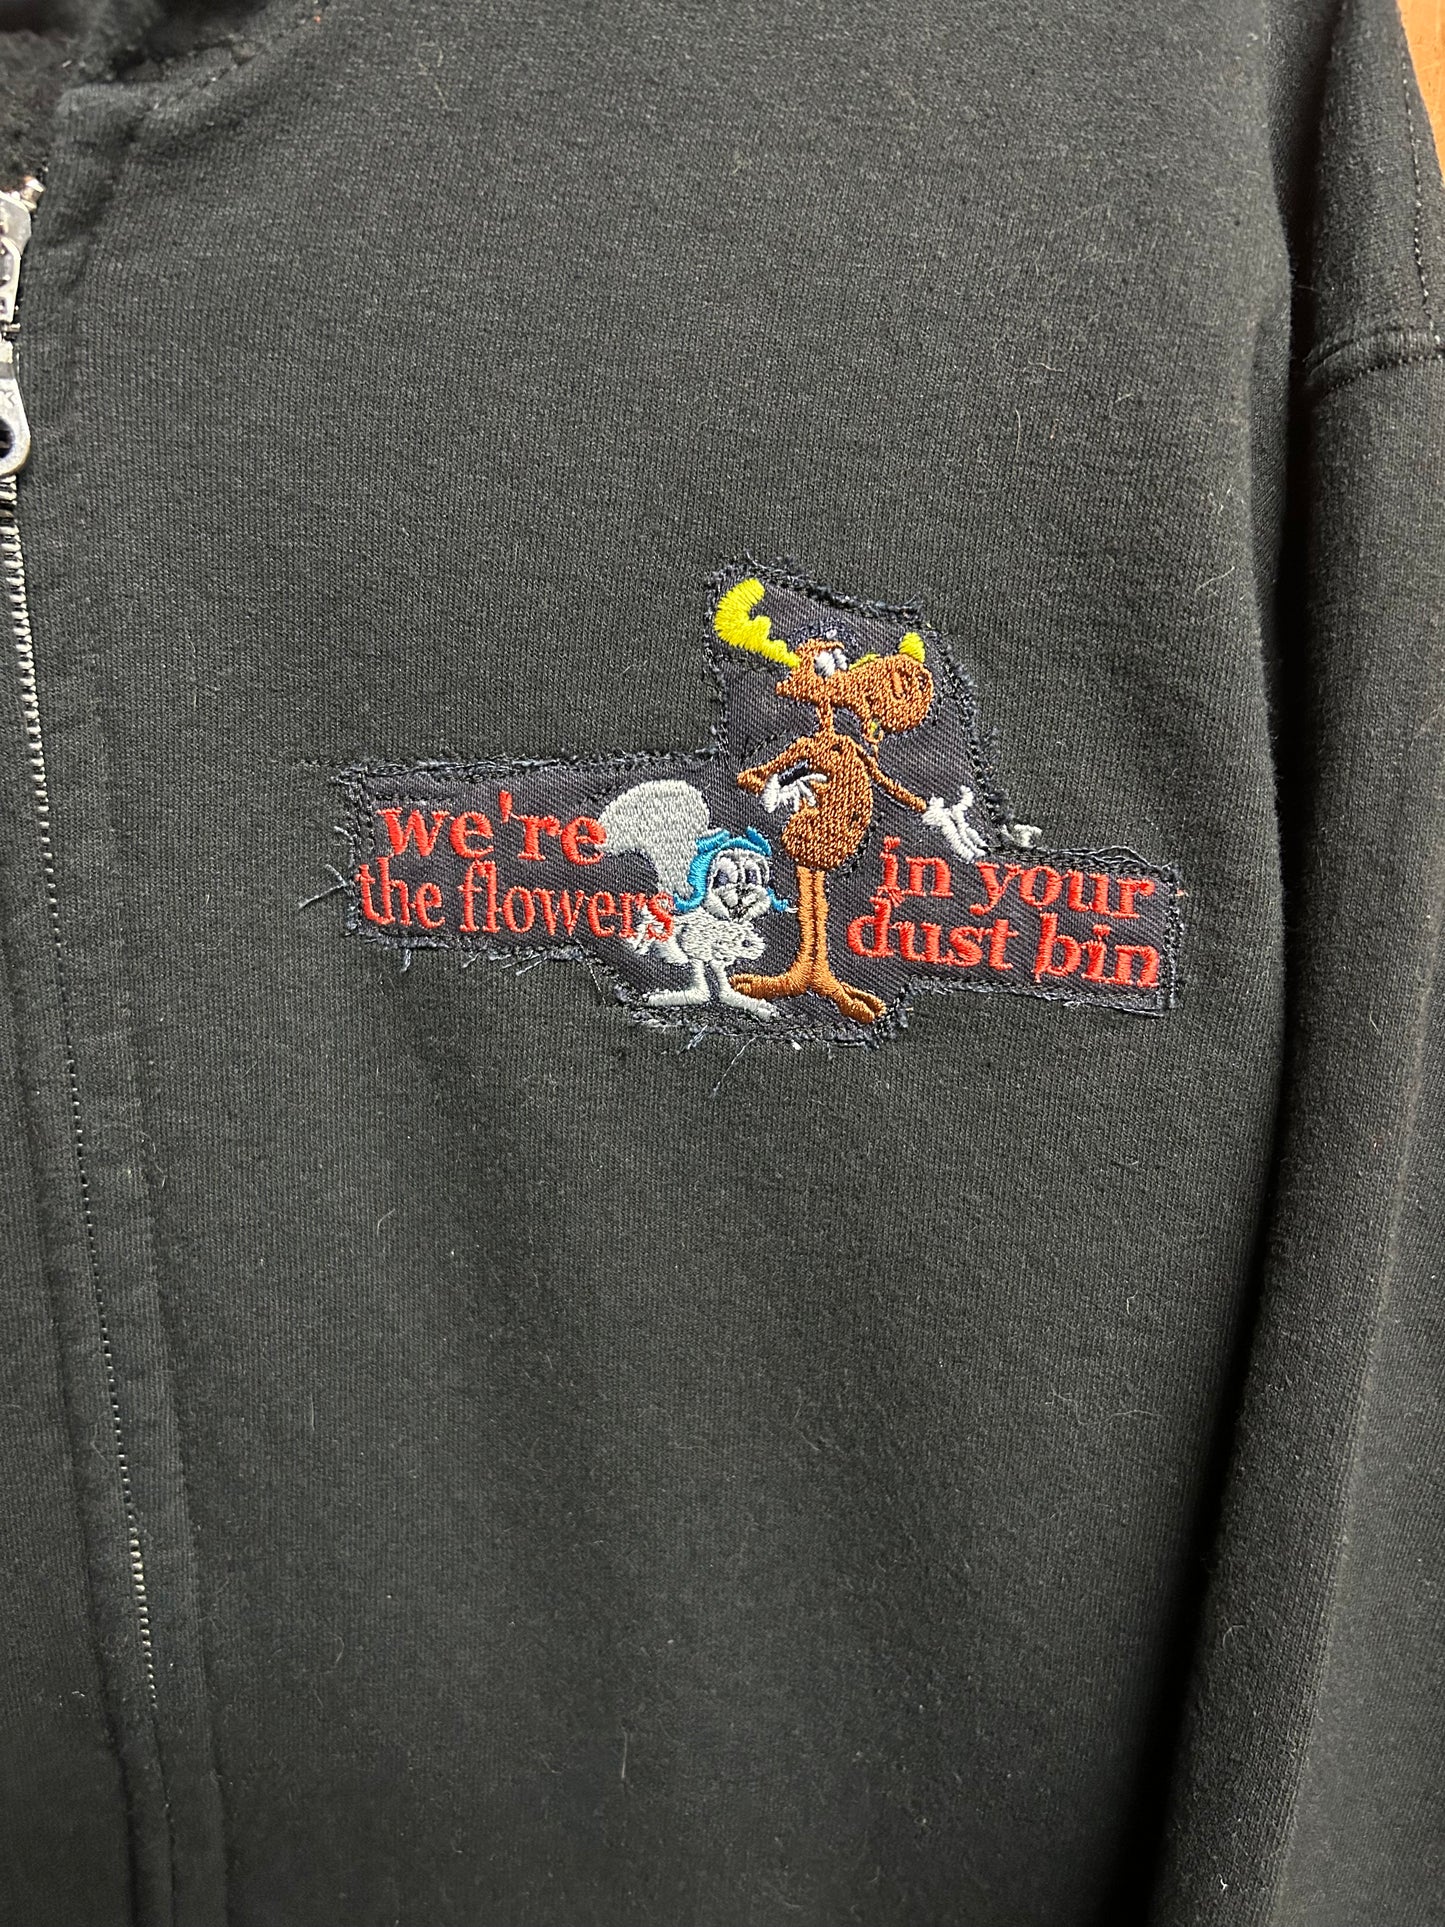 we're
the flowers
in your
dust bin